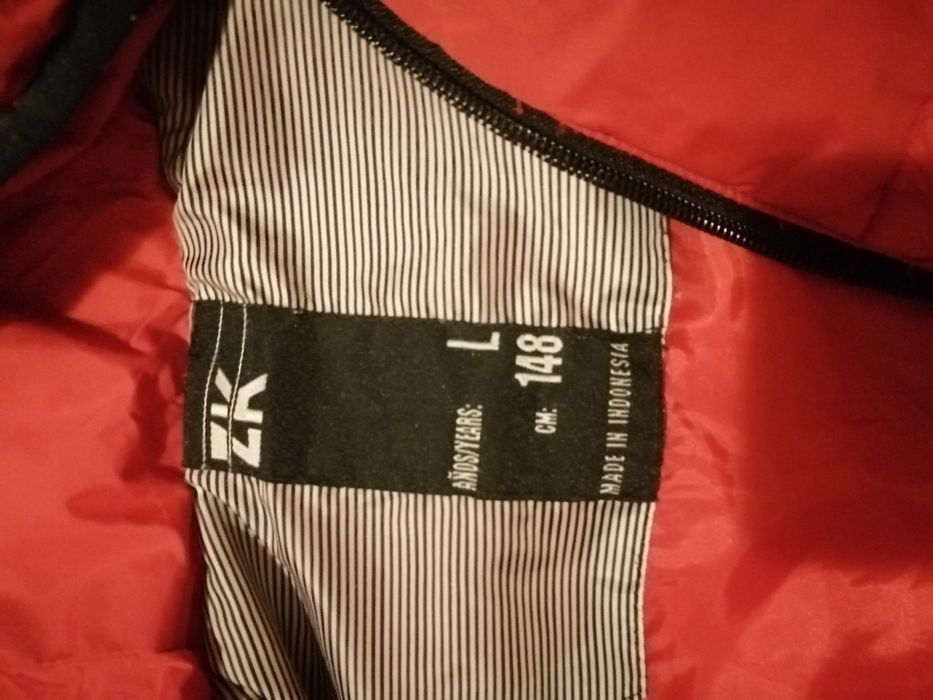 ZK
AÑOS/YEARS: L
CM: 148
MADE IN INDONESIA